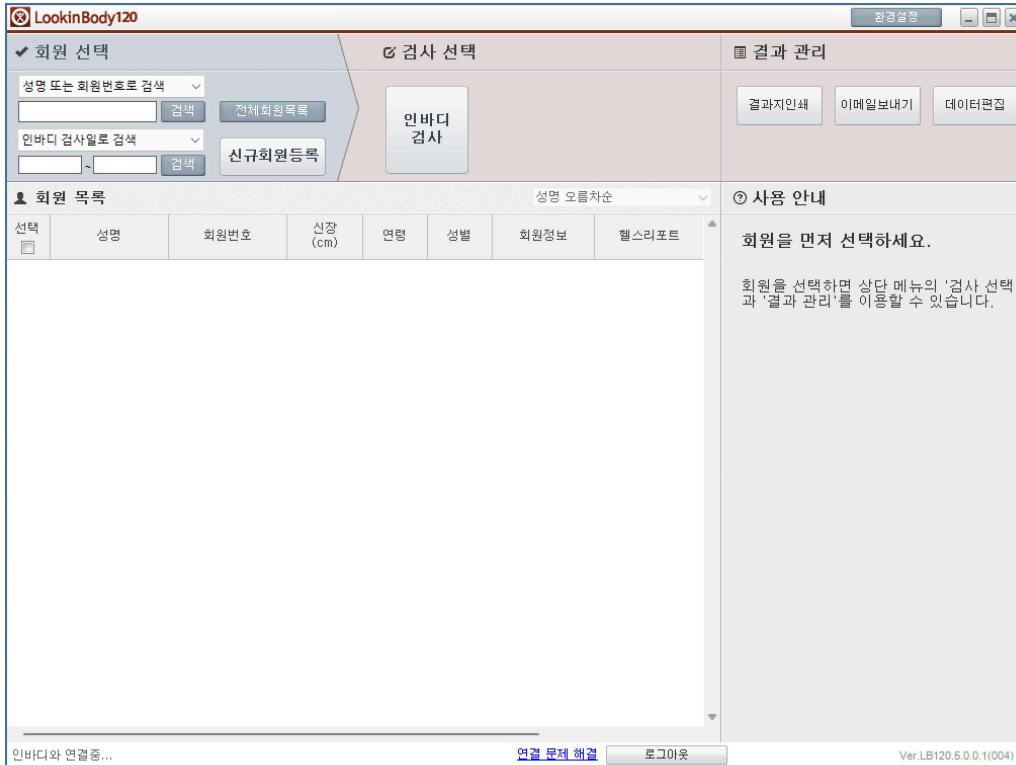 LookinBody120
환경설정
회원 선택
검사 선택
결과 관리
성명 또는 회원번호로 검색
검색
전체회원목록
인바디 검사일로 검색
~
검색
신규회원등록
인바디
검사
결과지인쇄
이메일보내기
데이터편집
회원 목록
성명 오름차순
사용 안내
선택
성명
회원번호
신장
(cm)
연령
성별
회원정보
헬스리포트
회원을 먼저 선택하세요.
회원을 선택하면 상단 메뉴의 '검사 선택
과 '결과 관리'를 이용할 수 있습니다.
인바디와 연결중...
연결 문제 해결
로그아웃
Ver.LB120.5.0.0.1(004)